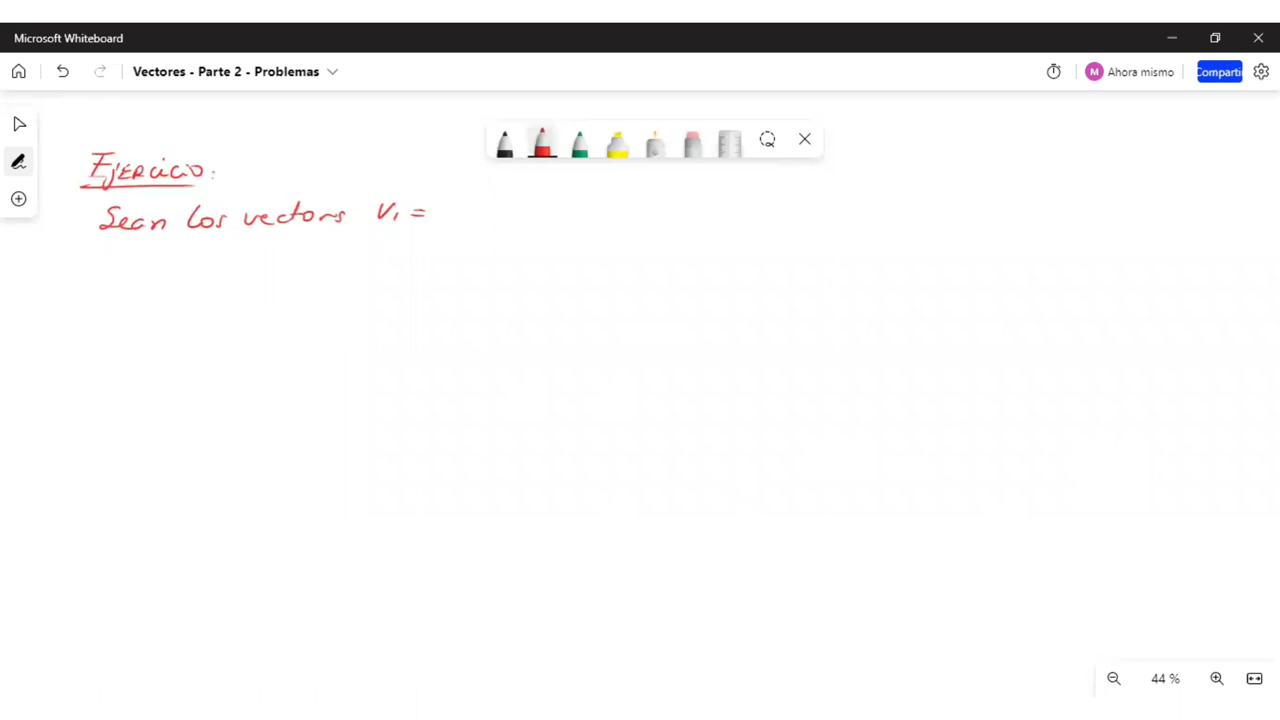 Microsoft Whiteboard
Vectores - Parte 2 - Problemas
M Ahora mismo
Comparti
Ejercicio:
Sean los vectors v₁ =
44 %